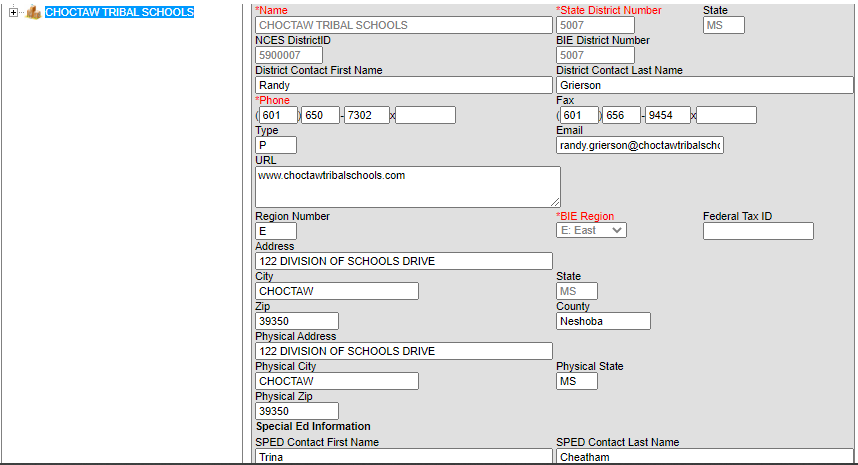 CHOCTAW TRIBAL SCHOOLS
*Name *State District Number State
CHOCTAW TRIBAL SCHOOLS 5007 MS
NCES DistrictID BIE District Number
5900007 5007
District Contact First Name District Contact Last Name
Randy Grierson
*Phone Fax
(601)650-7302x (601)656-9454x
Type Email
P randy.grierson@choctawtribalscho
URL
www.choctawtribalschools.com
Region Number *BIE Region Federal Tax ID
E E: East
Address
122 DIVISION OF SCHOOLS DRIVE
City State
CHOCTAW MS
Zip County
39350 Neshoba
Physical Address
122 DIVISION OF SCHOOLS DRIVE
Physical City Physical State
CHOCTAW MS
Physical Zip
39350
Special Ed Information
SPED Contact First Name SPED Contact Last Name
Trina Cheatham